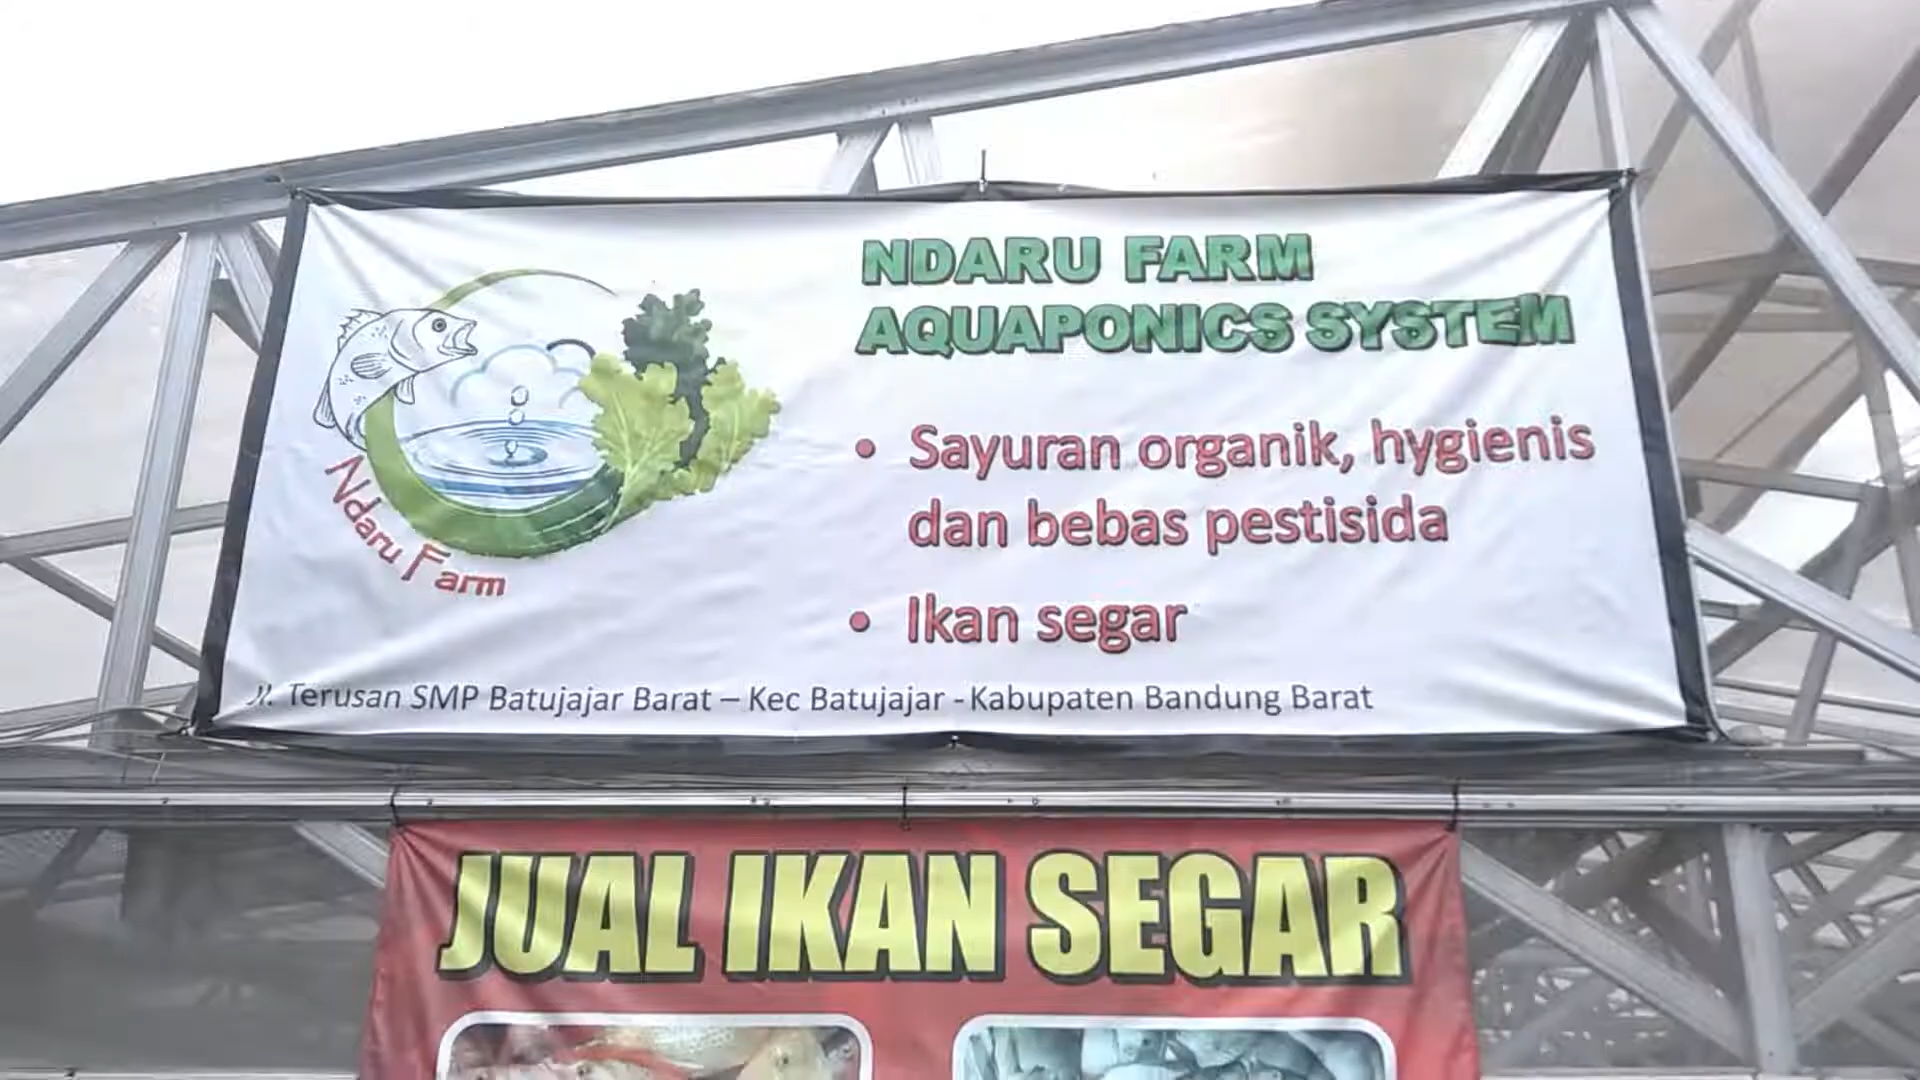 NDARU FARM
AQUAPONICS SYSTEM
Ndaru Farm
• Sayuran organik, hygienis
dan bebas pestisida
• Ikan segar
Jl. Terusan SMP Batujajar Barat – Kec Batujajar - Kabupaten Bandung Barat
JUAL IKAN SEGAR